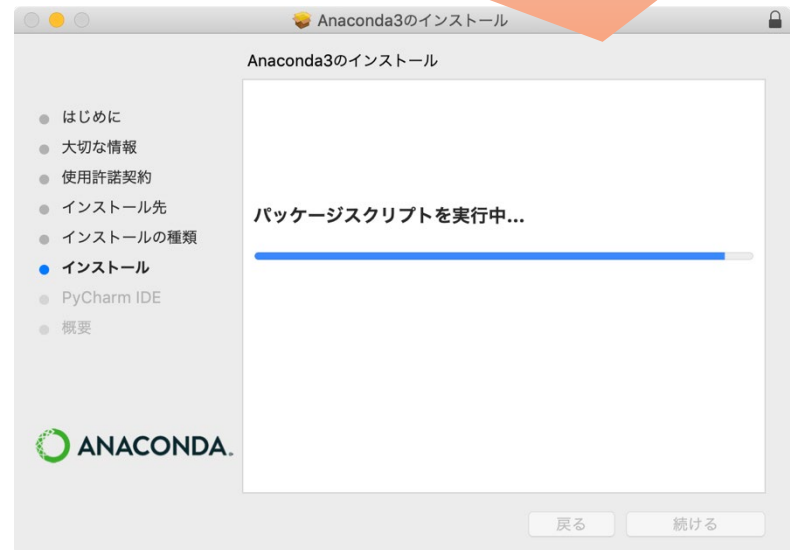 Anaconda3のインストール
Anaconda3のインストール
はじめに
大切な情報
使用許諾契約
インストール先
インストールの種類
インストール
PyCharm IDE
概要
パッケージスクリプトを実行中...
ANACONDA.
戻る
続ける